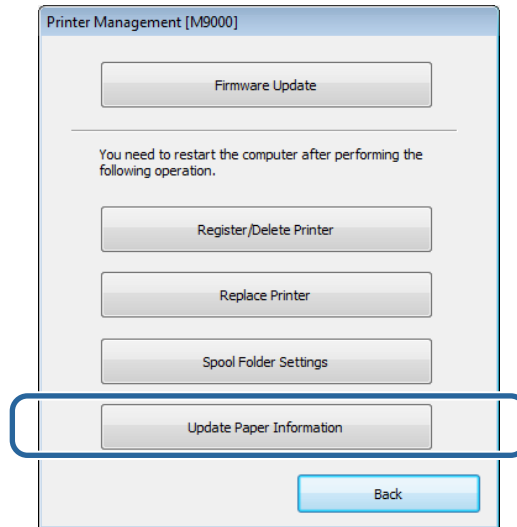 Printer Management [M9000]
Firmware Update
You need to restart the computer after performing the
following operation.
Register/Delete Printer
Replace Printer
Spool Folder Settings
Update Paper Information
Back